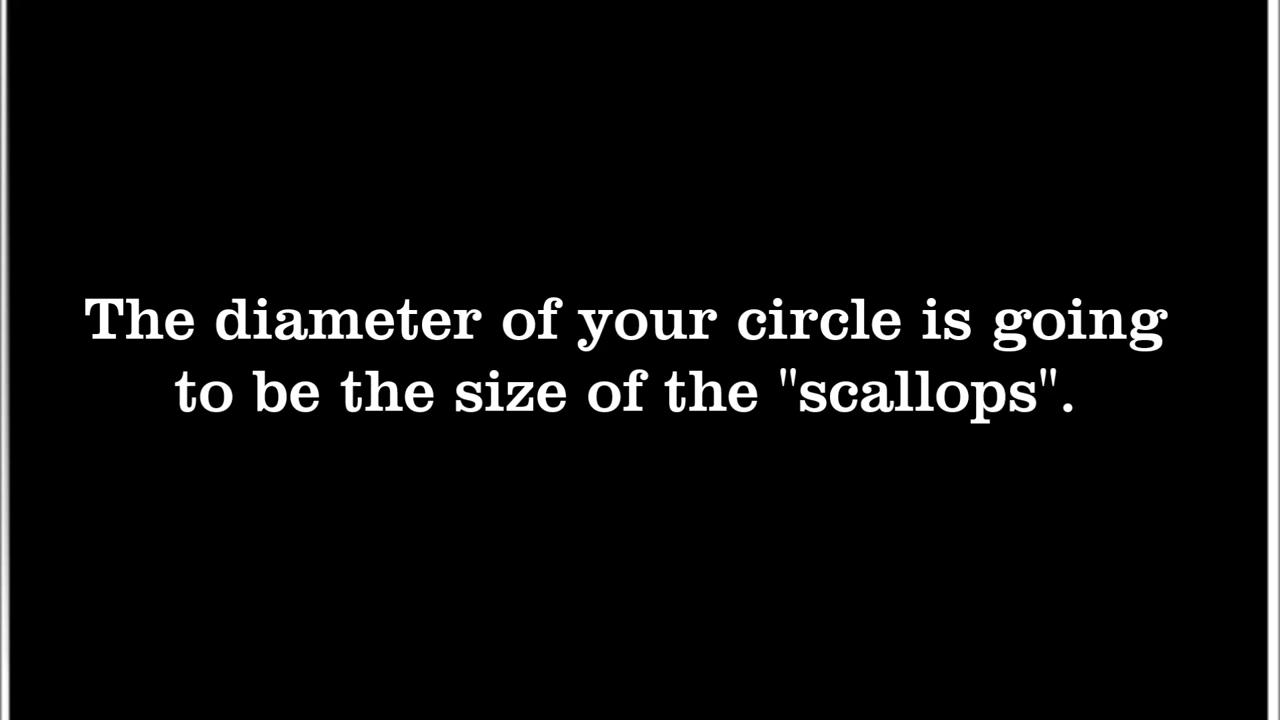 The diameter of your circle is going
to be the size of the "scallops".